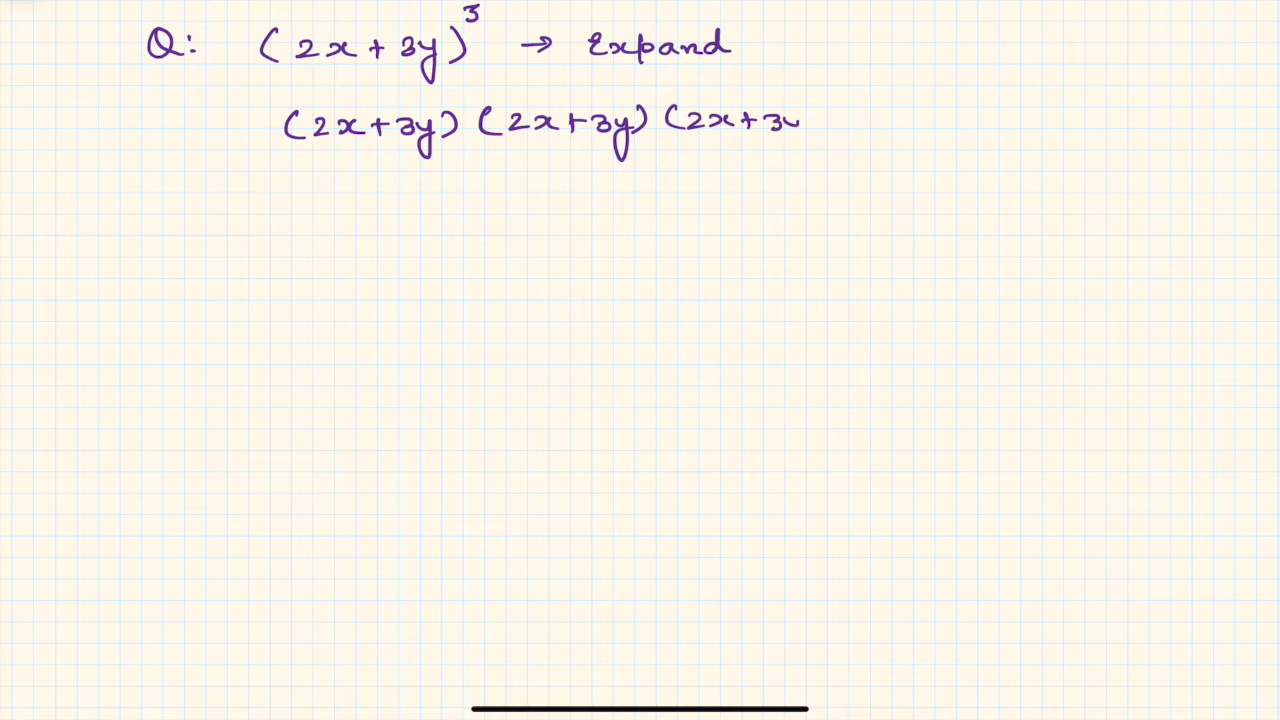 Q: (2x + 3y)³ → Expand
(2x + 3y) (2x + 3y) (2x + 3